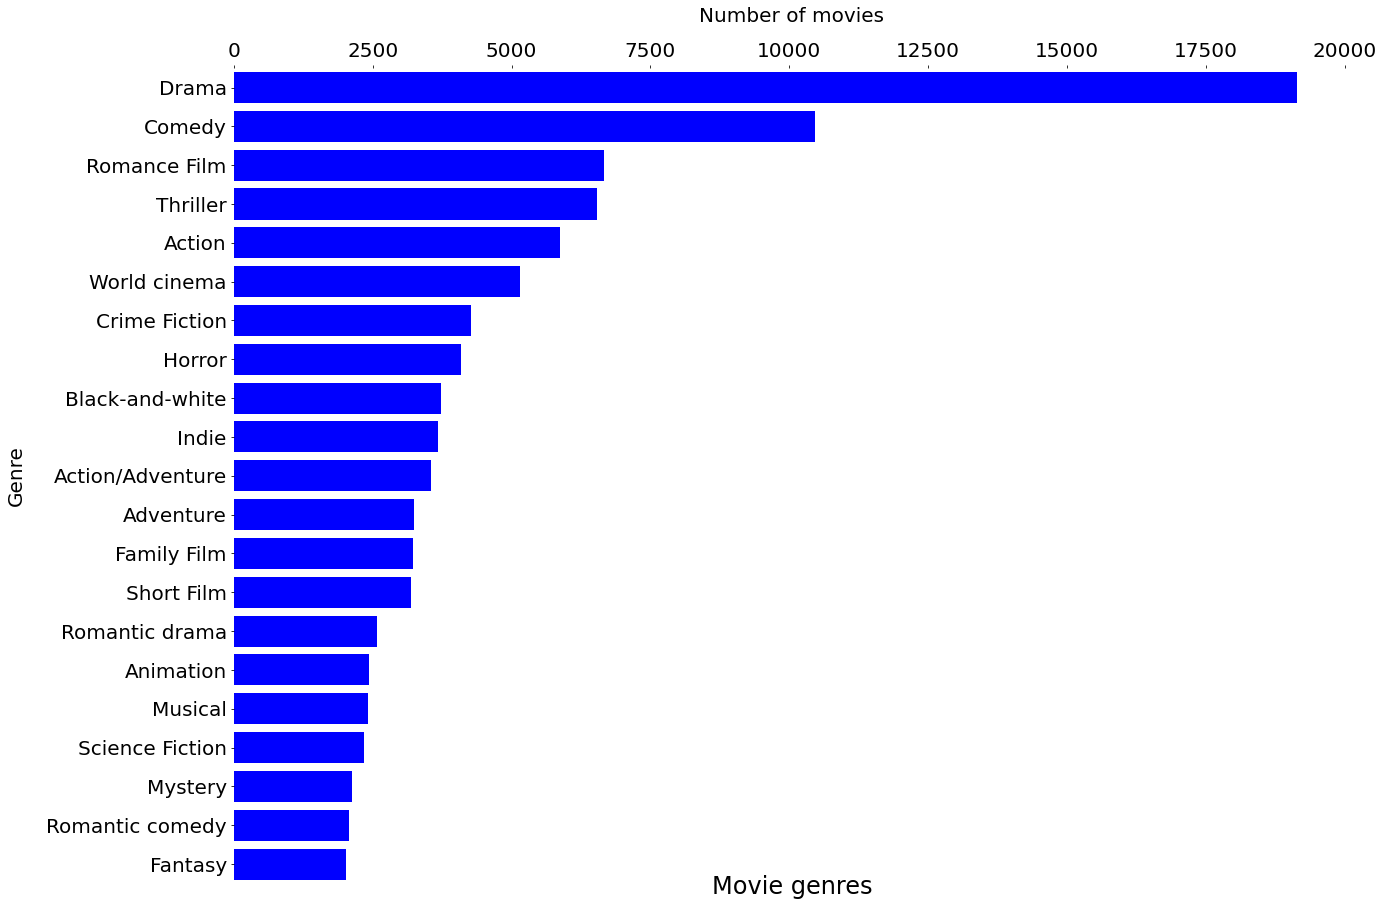 Number of movies
0 2500 5000 7500 10000 12500 15000 17500 20000
Drama
Comedy
Romance Film
Thriller
Action
World cinema
Crime Fiction
Horror
Black-and-white
Indie
Action/Adventure
Adventure
Family Film
Short Film
Romantic drama
Animation
Musical
Science Fiction
Mystery
Romantic comedy
Fantasy
Genre
Movie genres